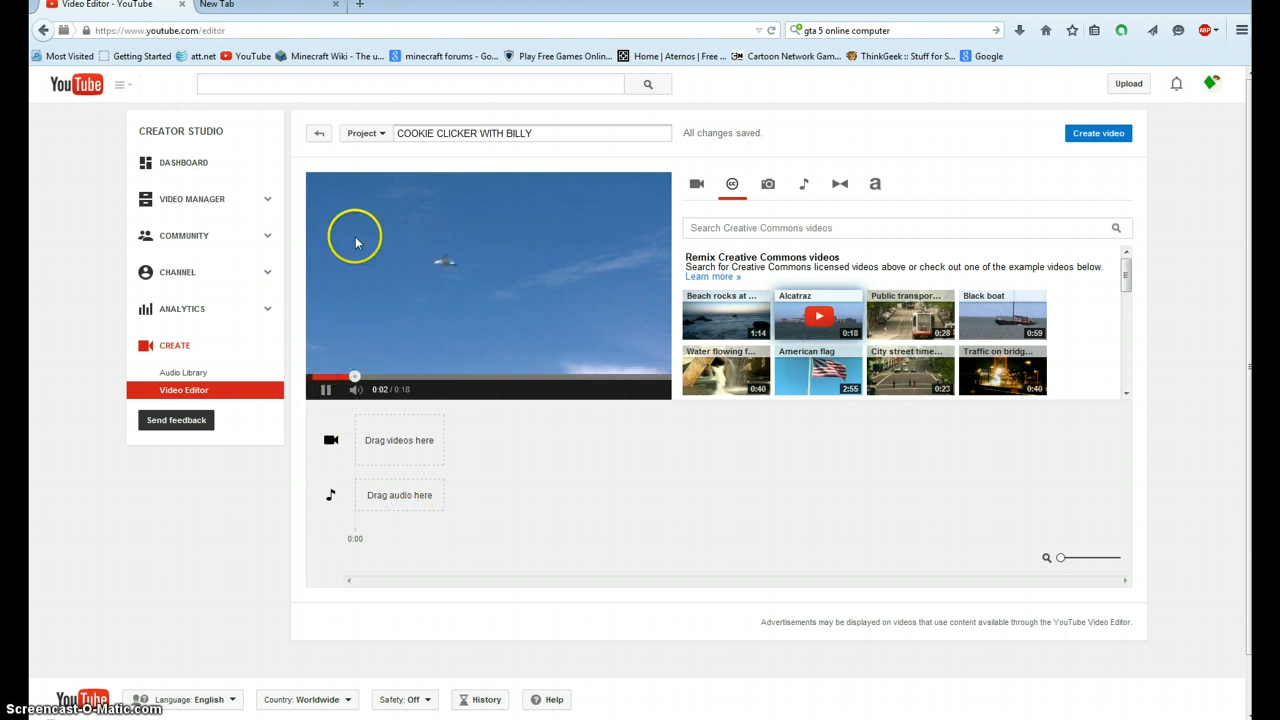 Video Editor - YouTube × New Tab × +
https://www.youtube.com/editor gta 5 online computer ABP
Most Visited Getting Started att.net YouTube Minecraft Wiki - The u... minecraft forums - Go... Play Free Games Onlin... Home | Aternos | Free ... Cartoon Network Gam... ThinkGeek :: Stuff for S... Google
YouTube Upload
CREATOR STUDIO
DASHBOARD
VIDEO MANAGER
COMMUNITY
CHANNEL
ANALYTICS
CREATE
Audio Library
Video Editor
Send feedback
Project COOKIE CLICKER WITH BILLY All changes saved. Create video
cc a
Search Creative Commons videos
Remix Creative Commons videos
Search for Creative Commons licensed videos above or check out one of the example videos below.
Learn more »
Beach rocks at ... Alcatraz Public transpor... Black boat
1:14 0:18 0:28 0:59
Water flowing f... American flag City street time... Traffic on bridg...
0:40 2:55 0:23 0:40
0:02 / 0:18
Drag videos here
Drag audio here
0:00
Advertisements may be displayed on videos that use content available through the YouTube Video Editor.
YouTube Language: English Country: Worldwide Safety: Off History Help
Screencast-O-Matic.com